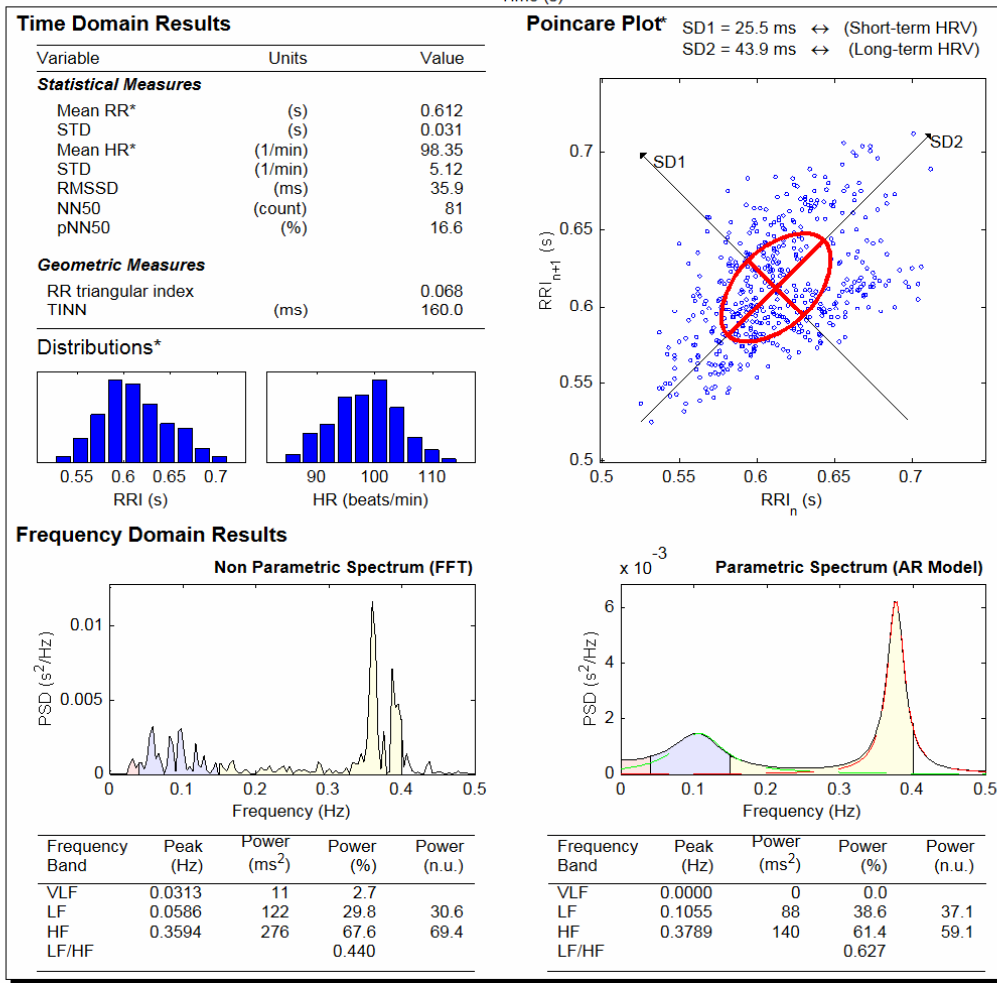 Time (s)
Time Domain Results
Variable Units Value
Statistical Measures
Mean RR* (s) 0.612
STD (s) 0.031
Mean HR* (1/min) 98.35
STD (1/min) 5.12
RMSSD (ms) 35.9
NN50 (count) 81
pNN50 (%) 16.6
Geometric Measures
RR triangular index 0.068
TINN (ms) 160.0
Distributions*
0.55 0.6 0.65 0.7
RRI (s)
90 100 110
HR (beats/min)
Poincare Plot* SD1 = 25.5 ms ↔ (Short-term HRV)
SD2 = 43.9 ms ↔ (Long-term HRV)
SD1
SD2
0.7
0.65
0.6
0.55
0.5
RRIn+1 (s)
0.5 0.55 0.6 0.65 0.7
RRIn (s)
Frequency Domain Results
Non Parametric Spectrum (FFT)
0.01
0.005
0
PSD (s²/Hz)
0 0.1 0.2 0.3 0.4 0.5
Frequency (Hz)
Frequency Band Peak (Hz) Power (ms²) Power (%) Power (n.u.)
VLF 0.0313 11 2.7
LF 0.0586 122 29.8 30.6
HF 0.3594 276 67.6 69.4
LF/HF 0.440
x 10⁻³ Parametric Spectrum (AR Model)
6
4
2
0
PSD (s²/Hz)
0 0.1 0.2 0.3 0.4 0.5
Frequency (Hz)
Frequency Band Peak (Hz) Power (ms²) Power (%) Power (n.u.)
VLF 0.0000 0 0.0
LF 0.1055 88 38.6 37.1
HF 0.3789 140 61.4 59.1
LF/HF 0.627